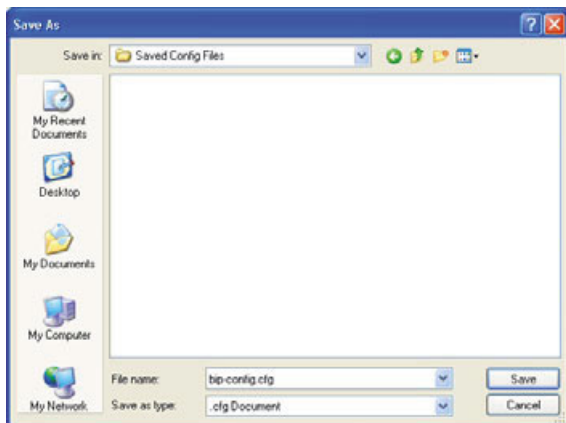 Save As
Save in: Saved Config Files
My Recent
Documents
Desktop
My Documents
My Computer
My Network
File name: bip-config.cfg
Save as type: .cfg Document
Save
Cancel